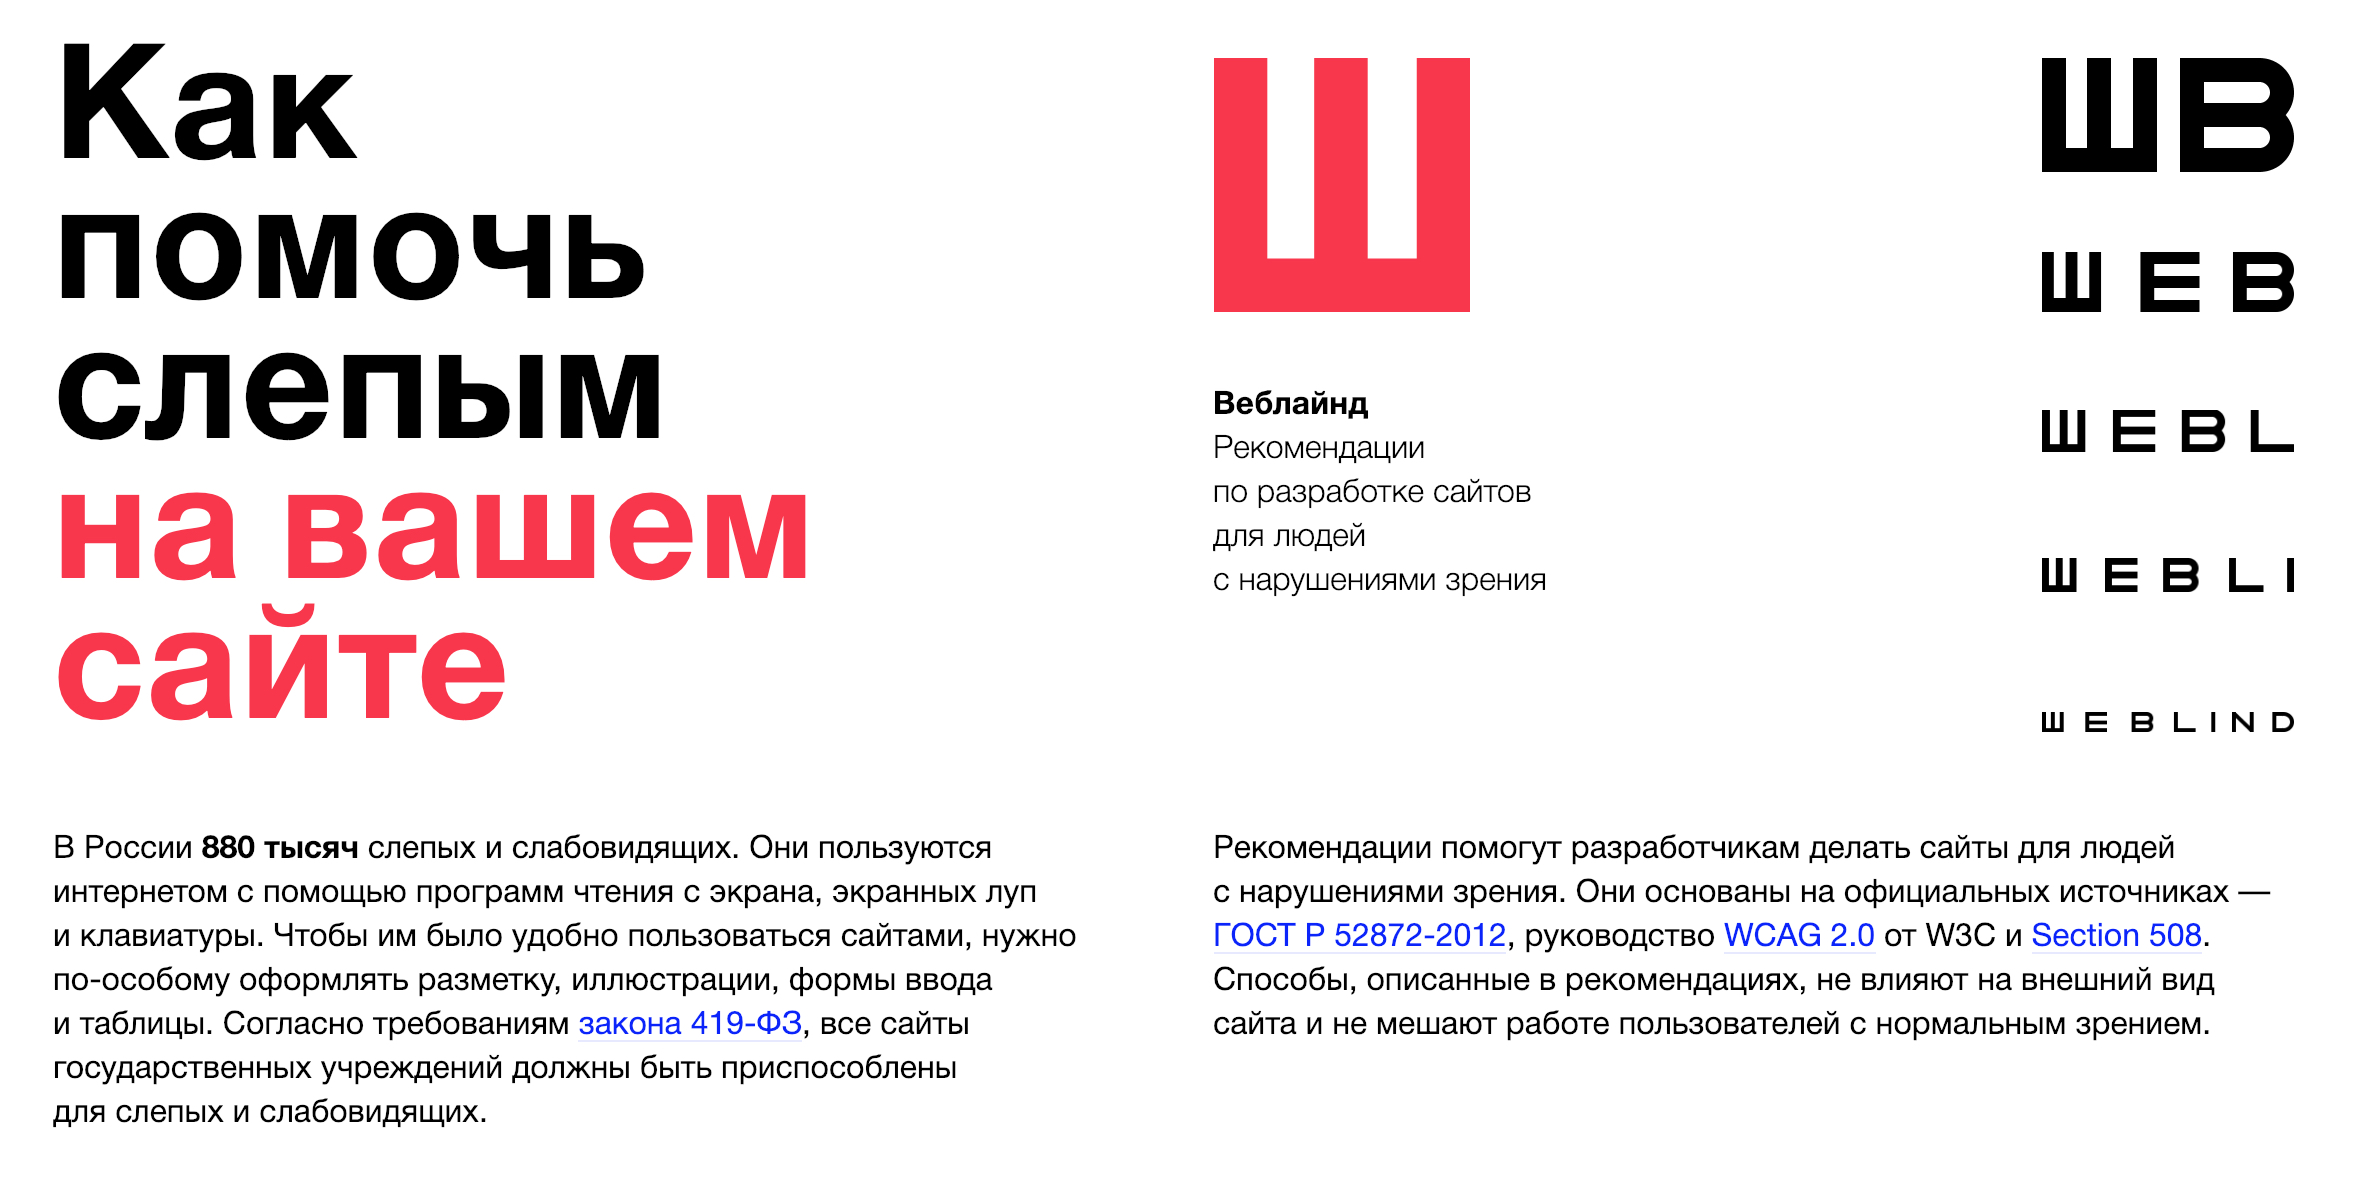 Как
помочь
слепым
на вашем
сайте
Ш
Веблайнд
Рекомендации
по разработке сайтов
для людей
с нарушениями зрения
ШB
ШEB
ШEBL
ШEBLI
ШEBLIND
В России 880 тысяч слепых и слабовидящих. Они пользуются
интернетом с помощью программ чтения с экрана, экранных луп
и клавиатуры. Чтобы им было удобно пользоваться сайтами, нужно
по-особому оформлять разметку, иллюстрации, формы ввода
и таблицы. Согласно требованиям закона 419-ФЗ, все сайты
государственных учреждений должны быть приспособлены
для слепых и слабовидящих.
Рекомендации помогут разработчикам делать сайты для людей
с нарушениями зрения. Они основаны на официальных источниках —
ГОСТ Р 52872-2012, руководство WCAG 2.0 от W3C и Section 508.
Способы, описанные в рекомендациях, не влияют на внешний вид
сайта и не мешают работе пользователей с нормальным зрением.